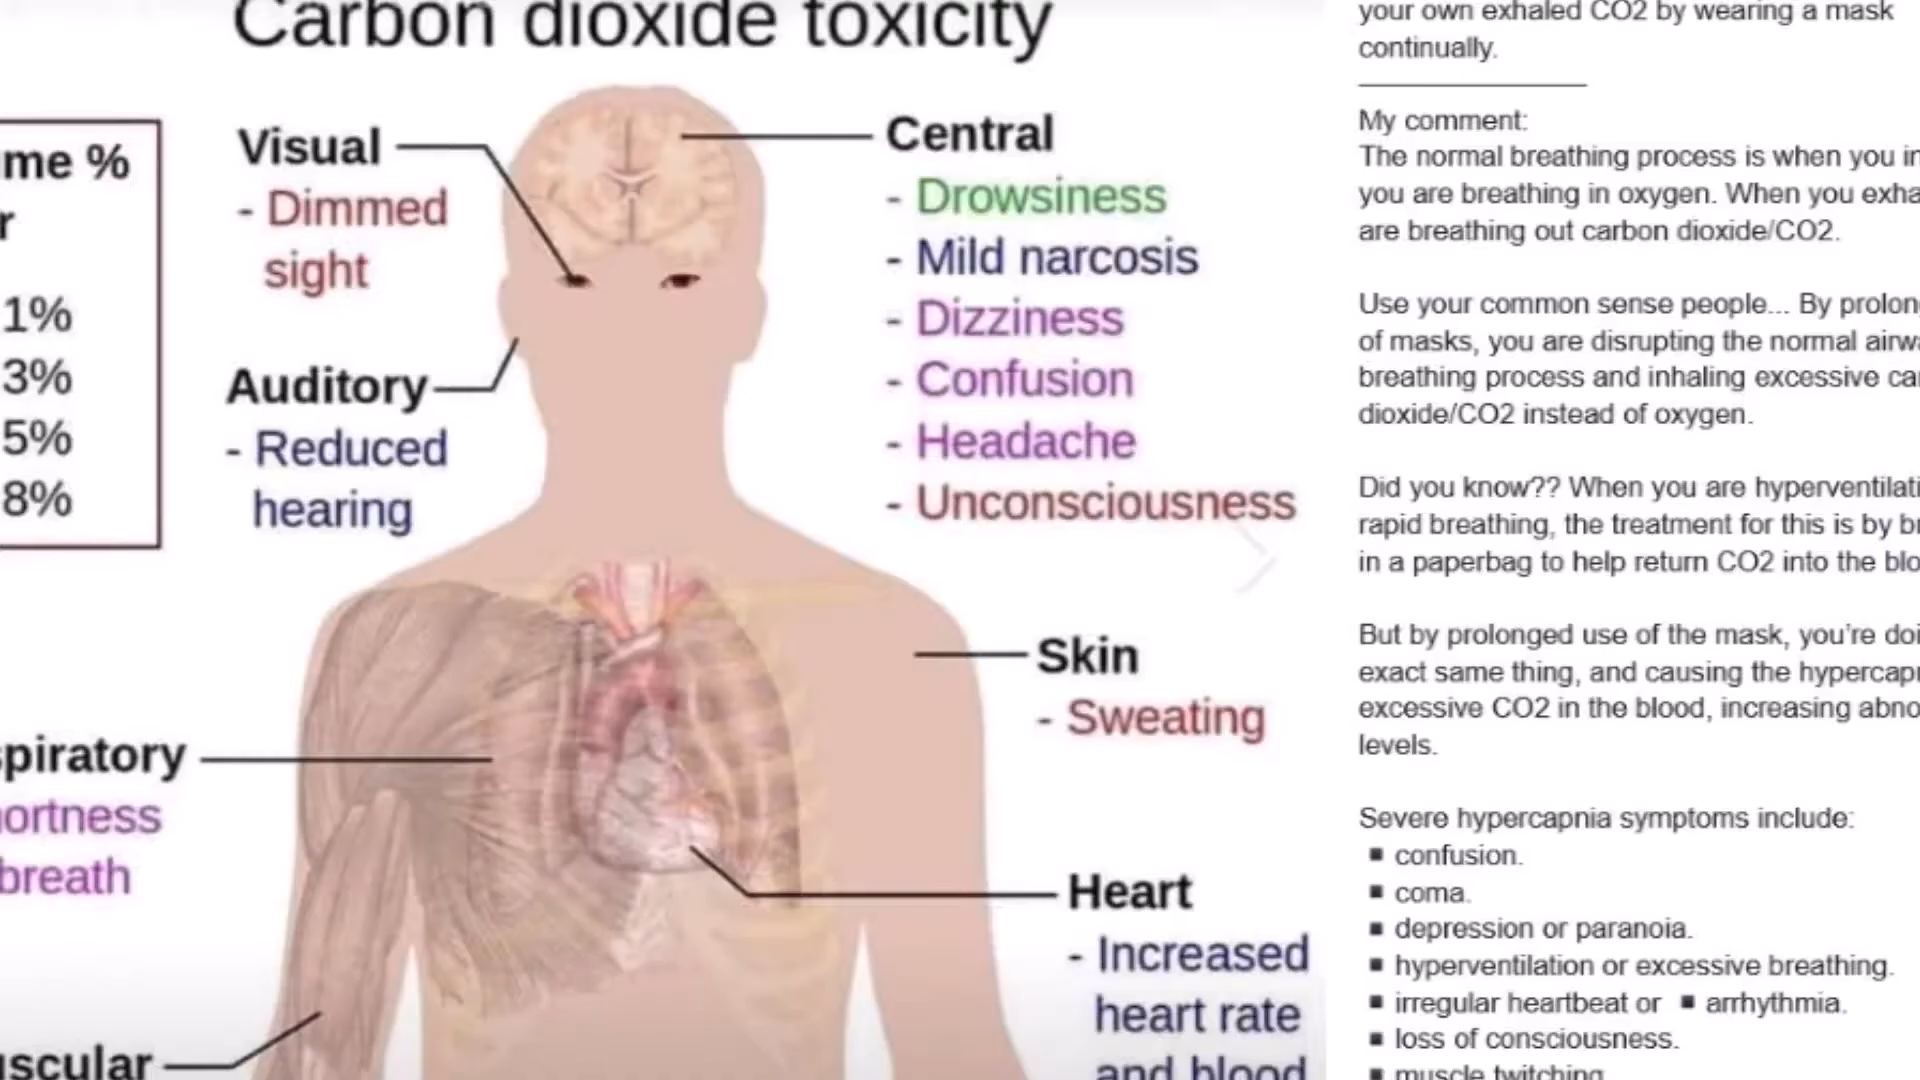 Carbon dioxide toxicity
1%
3%
5%
8%
Visual
- Dimmed
sight
Auditory
- Reduced
hearing
breath
Central
- Drowsiness
- Mild narcosis
- Dizziness
- Confusion
- Headache
- Unconsciousness
Skin
- Sweating
Heart
- Increased
heart rate
and blood
your own exhaled CO2 by wearing a mask
continually.
My comment:
The normal breathing process is when you
you are breathing in oxygen. When you
are breathing out carbon dioxide/CO2.
Use your common sense people... By
of masks, you are disrupting the normal
breathing process and inhaling excessive
dioxide/CO2 instead of oxygen.
Did you know?? When you are
rapid breathing, the treatment for this is by
in a paperbag to help return CO2 into the
But by prolonged use of the mask, you're
exact same thing, and causing the
excessive CO2 in the blood, increasing
levels.
Severe hypercapnia symptoms include:
▪ confusion.
▪ coma.
▪ depression or paranoia.
▪ hyperventilation or excessive breathing.
▪ irregular heartbeat or ▪ arrhythmia.
▪ loss of consciousness.
▪ muscle twitching